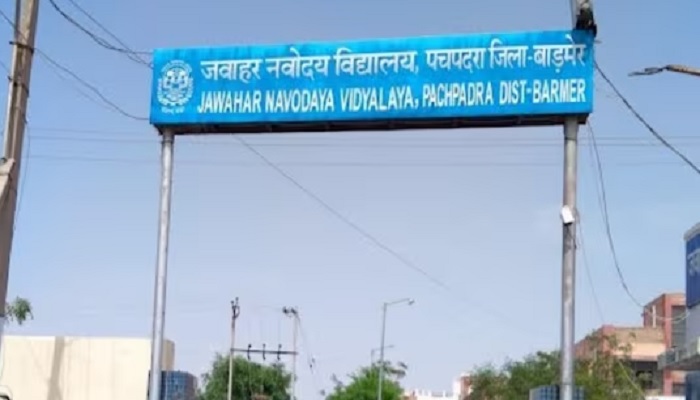 जवाहर नवोदय विद्यालय, पचपदरा जिला-बाड़मेर
JAWAHAR NAVODAYA VIDYALAYA, PACHPADRA DIST-BARMER